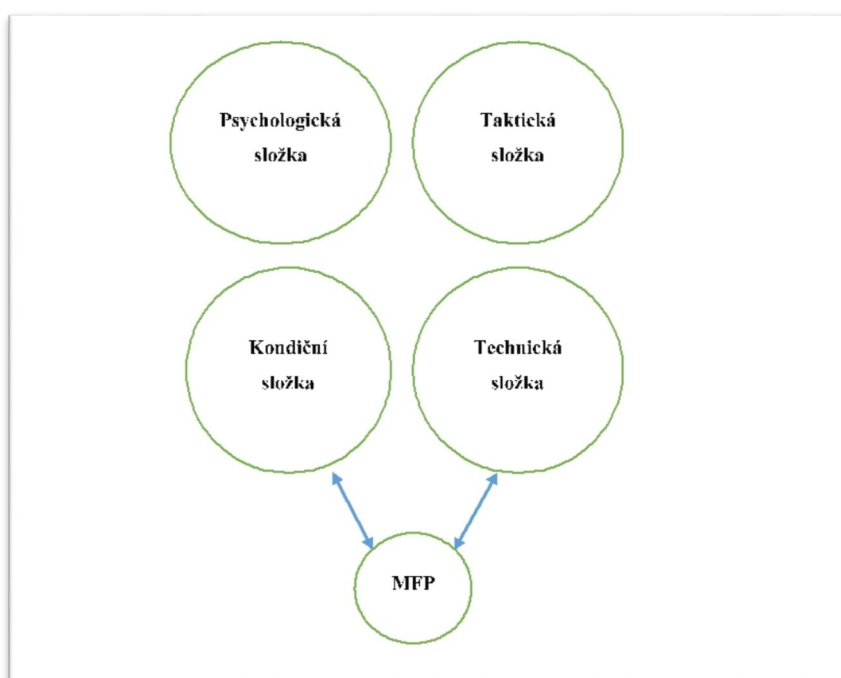 Psychologická
složka
Taktická
složka
Kondiční
složka
Technická
složka
MFP